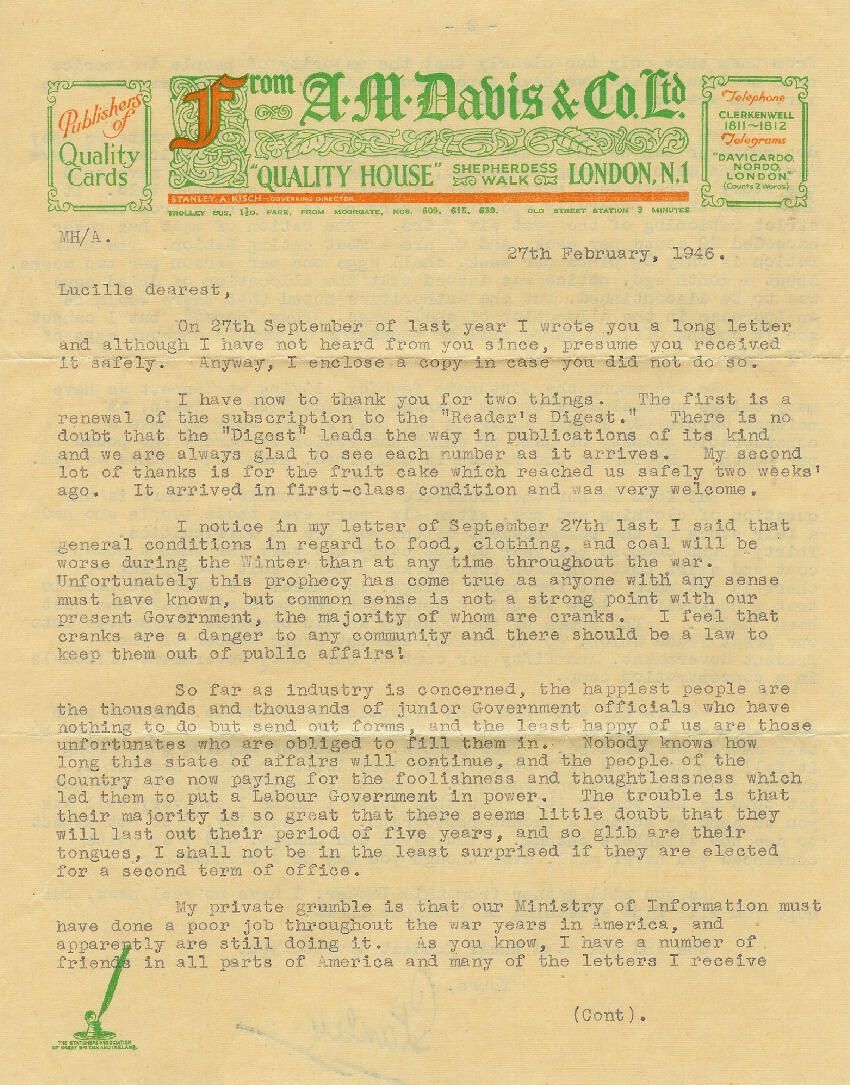 Publishers
of
Quality
Cards
From A·M·Davis & Co. Ltd.
"QUALITY HOUSE" SHEPHERDESS WALK LONDON, N.1
Telephone
CLERKENWELL
1811~1812
Telegrams
"DAVICARDO,
NORDO,
LONDON."
(Counts 2 Words)
STANLEY A. KISCH—GOVERNING DIRECTOR.
TROLLEY BUS, 1½D. FARE, FROM MOORGATE, NOS. 609, 615, 639. OLD STREET STATION 3 MINUTES
MH/A.
27th February, 1946.
Lucille dearest,
On 27th September of last year I wrote you a long letter
and although I have not heard from you since, presume you received
it safely. Anyway, I enclose a copy in case you did not do so.
I have now to thank you for two things. The first is a
renewal of the subscription to the "Reader's Digest." There is no
doubt that the "Digest" leads the way in publications of its kind
and we are always glad to see each number as it arrives. My second
lot of thanks is for the fruit cake which reached us safely two weeks'
ago. It arrived in first-class condition and was very welcome.
I notice in my letter of September 27th last I said that
general conditions in regard to food, clothing, and coal will be
worse during the Winter than at any time throughout the war.
Unfortunately this prophecy has come true as anyone with any sense
must have known, but common sense is not a strong point with our
present Government, the majority of whom are cranks. I feel that
cranks are a danger to any community and there should be a law to
keep them out of public affairs!
So far as industry is concerned, the happiest people are
the thousands and thousands of junior Government officials who have
nothing to do but send out forms, and the least happy of us are those
unfortunates who are obliged to fill them in. Nobody knows how
long this state of affairs will continue, and the people of the
Country are now paying for the foolishness and thoughtlessness which
led them to put a Labour Government in power. The trouble is that
their majority is so great that there seems little doubt that they
will last out their period of five years, and so glib are their
tongues, I shall not be in the least surprised if they are elected
for a second term of office.
My private grumble is that our Ministry of Information must
have done a poor job throughout the war years in America, and
apparently are still doing it. As you know, I have a number of
friends in all parts of America and many of the letters I receive
(Cont).
THE STATIONERS ASSOCIATION
OF GREAT BRITAIN AND IRELAND.